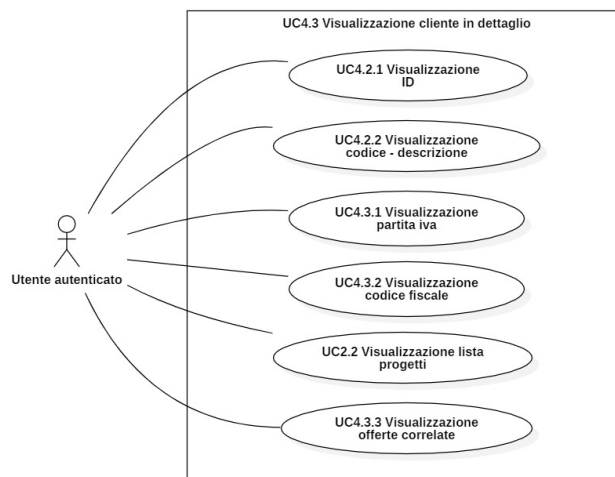 UC4.3 Visualizzazione cliente in dettaglio
UC4.2.1 Visualizzazione
ID
UC4.2.2 Visualizzazione
codice - descrizione
UC4.3.1 Visualizzazione
partita iva
Utente autenticato
UC4.3.2 Visualizzazione
codice fiscale
UC2.2 Visualizzazione lista
progetti
UC4.3.3 Visualizzazione
offerte correlate